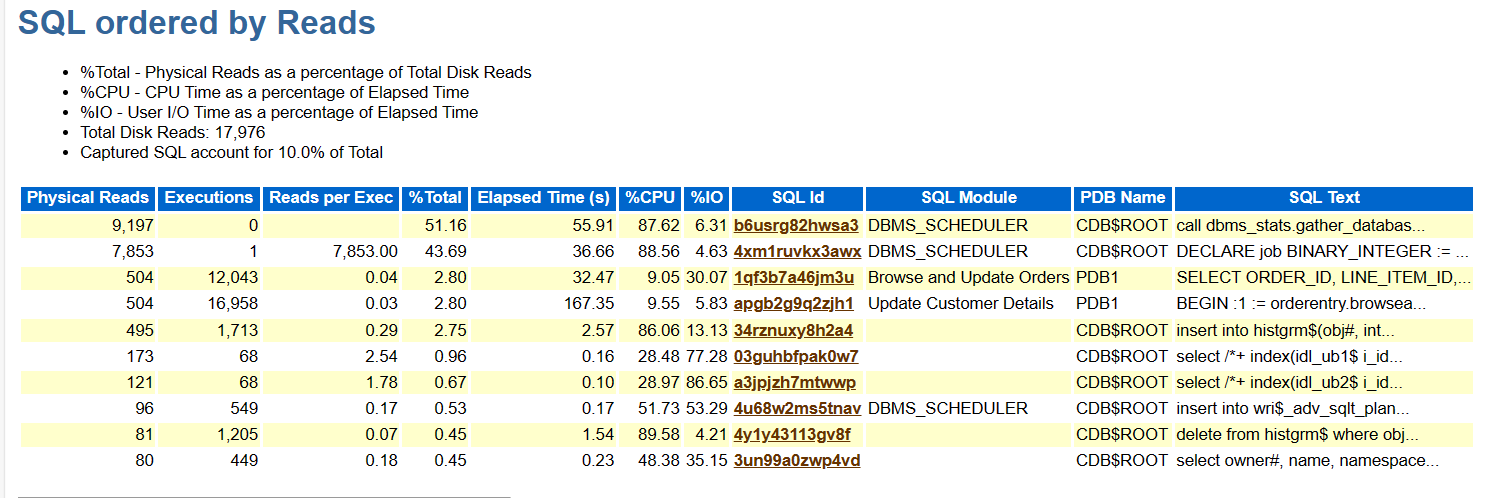 SQL ordered by Reads
• %Total - Physical Reads as a percentage of Total Disk Reads
• %CPU - CPU Time as a percentage of Elapsed Time
• %IO - User I/O Time as a percentage of Elapsed Time
• Total Disk Reads: 17,976
• Captured SQL account for 10.0% of Total
Physical Reads Executions Reads per Exec %Total Elapsed Time (s) %CPU %IO SQL Id SQL Module PDB Name SQL Text
9,197 0 51.16 55.91 87.62 6.31 b6usrg82hwsa3 DBMS_SCHEDULER CDB$ROOT call dbms_stats.gather_databas...
7,853 1 7,853.00 43.69 36.66 88.56 4.63 4xm1ruvkx3awx DBMS_SCHEDULER CDB$ROOT DECLARE job BINARY_INTEGER := ...
504 12,043 0.04 2.80 32.47 9.05 30.07 1qf3b7a46jm3u Browse and Update Orders PDB1 SELECT ORDER_ID, LINE_ITEM_ID,...
504 16,958 0.03 2.80 167.35 9.55 5.83 apgb2g9q2zjh1 Update Customer Details PDB1 BEGIN :1 := orderentry.browsea...
495 1,713 0.29 2.75 2.57 86.06 13.13 34rznuxy8h2a4 CDB$ROOT insert into histgrm$(obj#, int...
173 68 2.54 0.96 0.16 28.48 77.28 03guhbfpak0w7 CDB$ROOT select /*+ index(idl_ub1$ i_id...
121 68 1.78 0.67 0.10 28.97 86.65 a3jpjzh7mtwwp CDB$ROOT select /*+ index(idl_ub2$ i_id...
96 549 0.17 0.53 0.17 51.73 53.29 4u68w2ms5tnav DBMS_SCHEDULER CDB$ROOT insert into wri$_adv_sqlt_plan...
81 1,205 0.07 0.45 1.54 89.58 4.21 4y1y43113gv8f CDB$ROOT delete from histgrm$ where obj...
80 449 0.18 0.45 0.23 48.38 35.15 3un99a0zwp4vd CDB$ROOT select owner#, name, namespace...